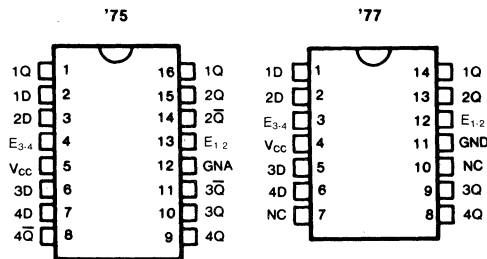 '75
1Q 1 16 1Q
1D 2 15 2Q
2D 3 14 2Q̅
E₃₋₄ 4 13 E₁₋₂
V_CC 5 12 GNA
3D 6 11 3Q̅
4D 7 10 3Q
4Q̅ 8 9 4Q
'77
1D 1 14 1Q
2D 2 13 2Q
E₃₋₄ 3 12 E₁₋₂
V_CC 4 11 GND
3D 5 10 NC
4D 6 9 3Q
NC 7 8 4Q